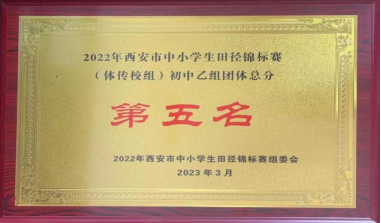 2022年西安市中小学生田径锦标赛
(体传校组)初中乙组团体总分
第五名
2022年西安市中小学生田径锦标赛组委会
2023年3月